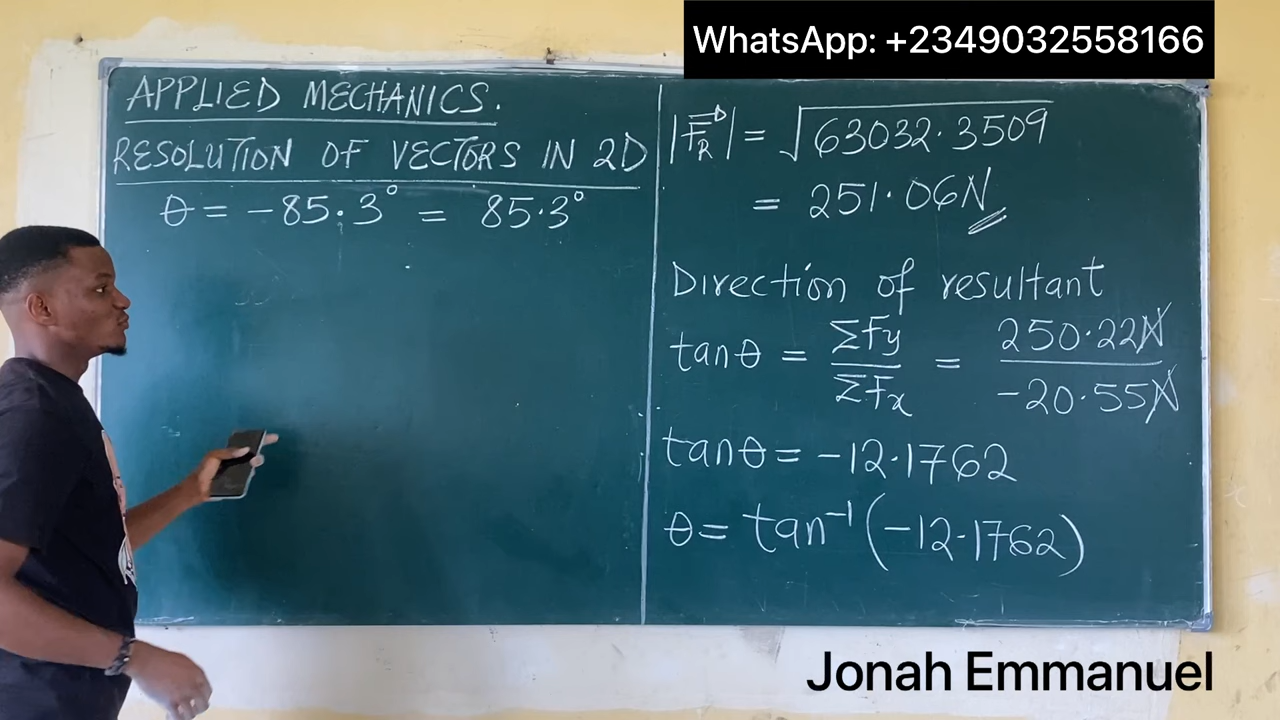 WhatsApp: +2349032558166
APPLIED MECHANICS.
RESOLUTION OF VECTORS IN 2D
θ = -85.3° = 85.3°
|F⃗R| = √63032.3509
= 251.06N
Direction of resultant
tanθ = ΣFy/ΣFx = 250.22N/-20.55N
tanθ = -12.1762
θ = tan⁻¹(-12.1762)
Jonah Emmanuel